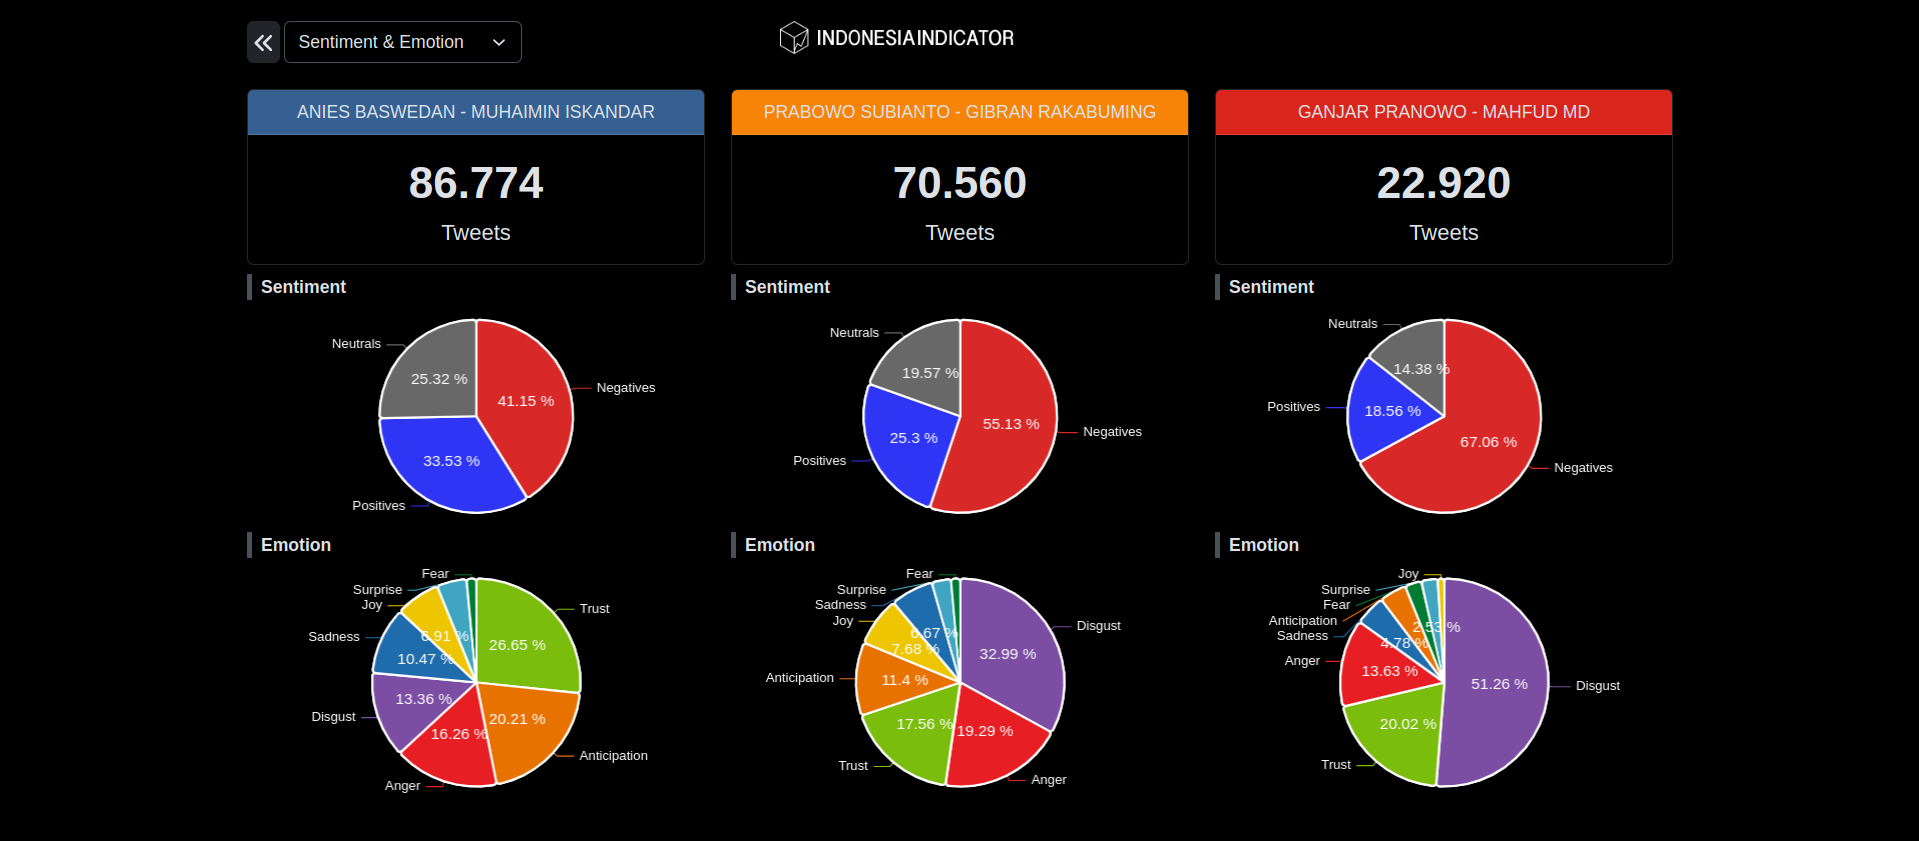 Sentiment & Emotion
INDONESIA INDICATOR
ANIES BASWEDAN - MUHAIMIN ISKANDAR
86.774
Tweets
PRABOWO SUBIANTO - GIBRAN RAKABUMING
70.560
Tweets
GANJAR PRANOWO - MAHFUD MD
22.920
Tweets
Sentiment
Neutrals
25.32 %
41.15 %
Negatives
33.53 %
Positives
Sentiment
Neutrals
19.57 %
55.13 %
Negatives
25.3 %
Positives
Sentiment
Neutrals
14.38 %
Positives
18.56 %
67.06 %
Negatives
Emotion
Fear
Surprise
Joy
Trust
6.91 %
Sadness
26.65 %
10.47 %
13.36 %
Disgust
20.21 %
16.26 %
Anticipation
Anger
Emotion
Fear
Surprise
Sadness
Joy
Disgust
6.67 %
7.68 %
32.99 %
Anticipation
11.4 %
17.56 %
19.29 %
Trust
Anger
Emotion
Joy
Surprise
Fear
Anticipation
2.53 %
Sadness
4.78 %
Anger
13.63 %
51.26 %
Disgust
20.02 %
Trust